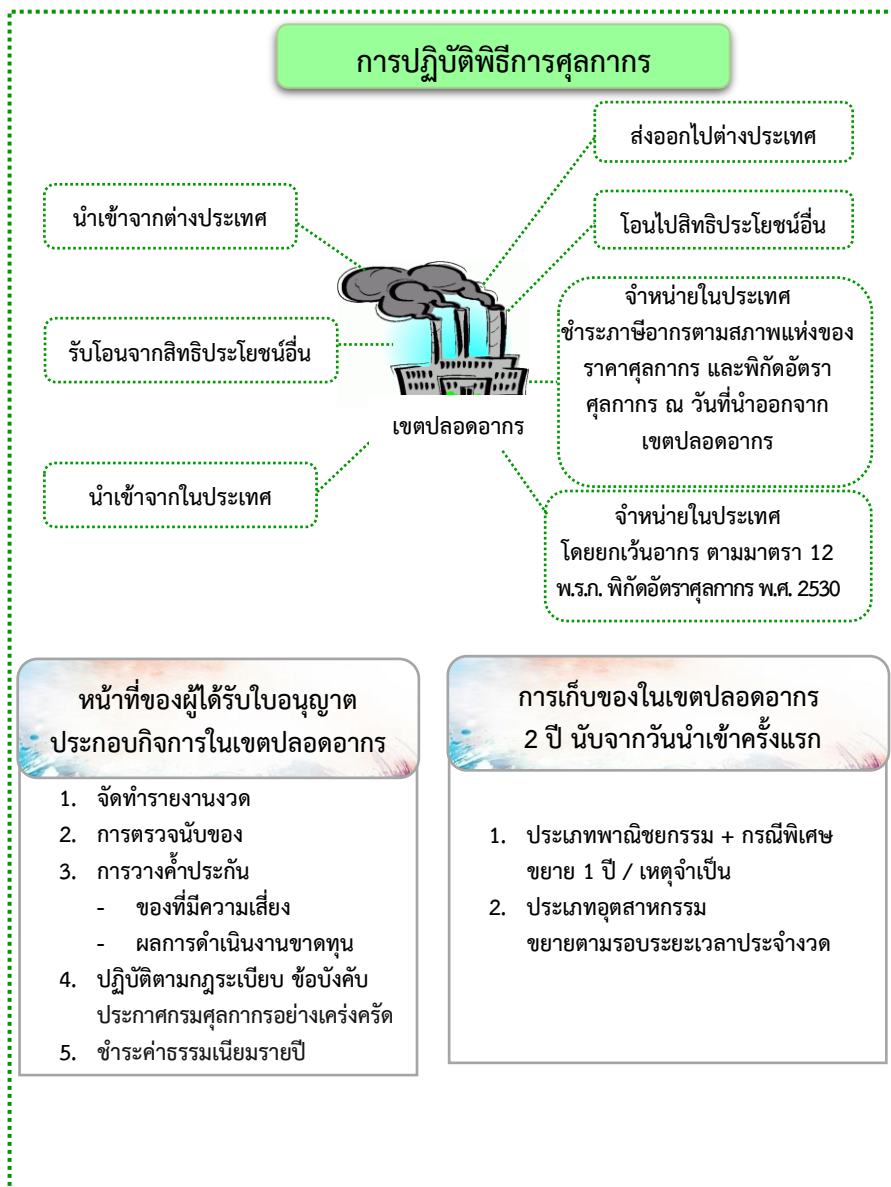 การปฏิบัติพิธีการศุลกากร
ส่งออกไปต่างประเทศ
นำเข้าจากต่างประเทศ
โอนไปสิทธิประโยชน์อื่น
จำหน่ายในประเทศ
ชำระภาษีอากรตามสภาพแห่งของ
ราคาศุลกากร และพิกัดอัตรา
ศุลกากร ณ วันที่นำออกจาก
เขตปลอดอากร
รับโอนจากสิทธิประโยชน์อื่น
เขตปลอดอากร
นำเข้าจากในประเทศ
จำหน่ายในประเทศ
โดยยกเว้นอากร ตามมาตรา 12
พ.ร.ก. พิกัดอัตราศุลกากร พ.ศ. 2530
หน้าที่ของผู้ได้รับใบอนุญาต
ประกอบกิจการในเขตปลอดอากร
1. จัดทำรายงานงวด
2. การตรวจนับของ
3. การวางค้ำประกัน
- ของที่มีความเสี่ยง
- ผลการดำเนินงานขาดทุน
4. ปฏิบัติตามกฎระเบียบ ข้อบังคับ
ประกาศกรมศุลกากรอย่างเคร่งครัด
5. ชำระค่าธรรมเนียมรายปี
การเก็บของในเขตปลอดอากร
2 ปี นับจากวันนำเข้าครั้งแรก
1. ประเภทพาณิชยกรรม + กรณีพิเศษ
ขยาย 1 ปี / เหตุจำเป็น
2. ประเภทอุตสาหกรรม
ขยายตามรอบระยะเวลาประจำงวด